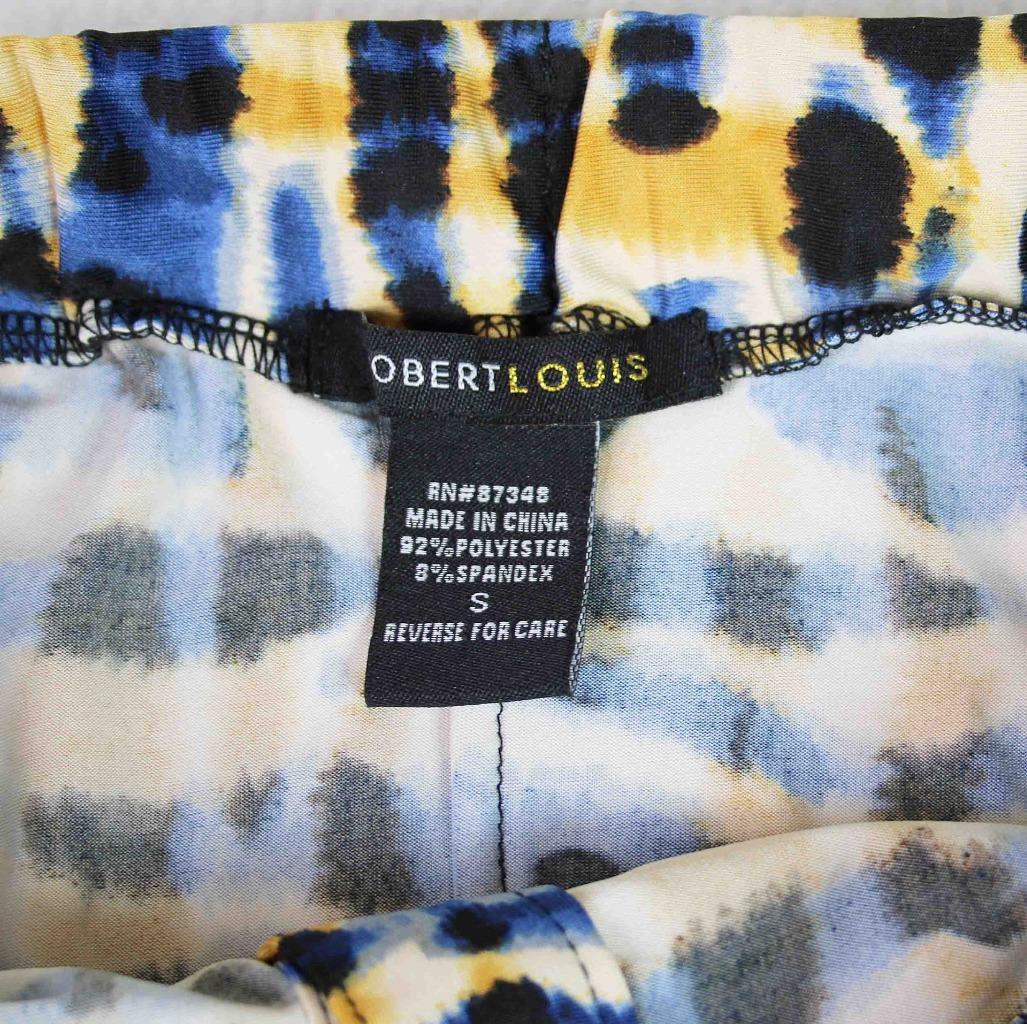 OBERTLOUIS
RN#87348
MADE IN CHINA
92%POLYESTER
8%SPANDEX
S
REVERSE FOR CARE